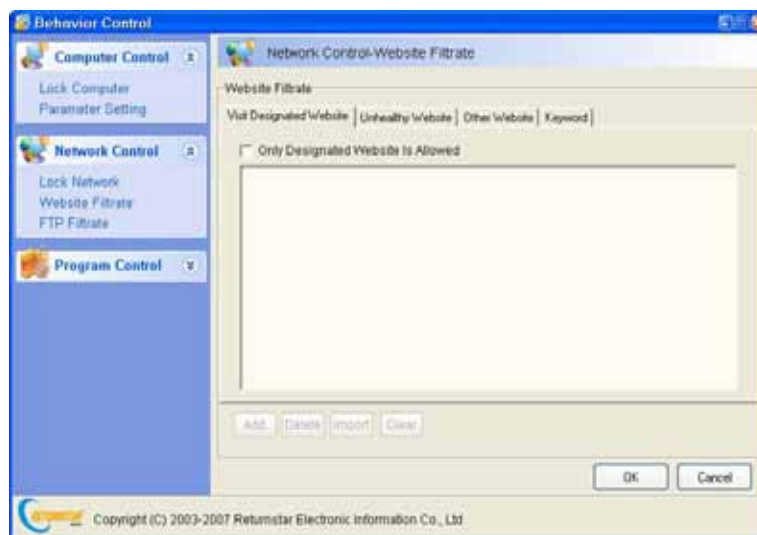 Behavior Control
Computer Control
Lock Computer
Parameter Setting
Network Control
Lock Network
Website Filtrate
FTP Filtrate
Program Control
Network Control-Website Filtrate
Website Filtrate
Visit Designated Website Unhealthy Website Other Website Keyword
Only Designated Website Is Allowed
Add Delete Import Clear
OK Cancel
Copyright (C) 2003-2007 Returnstar Electronic Information Co., Ltd